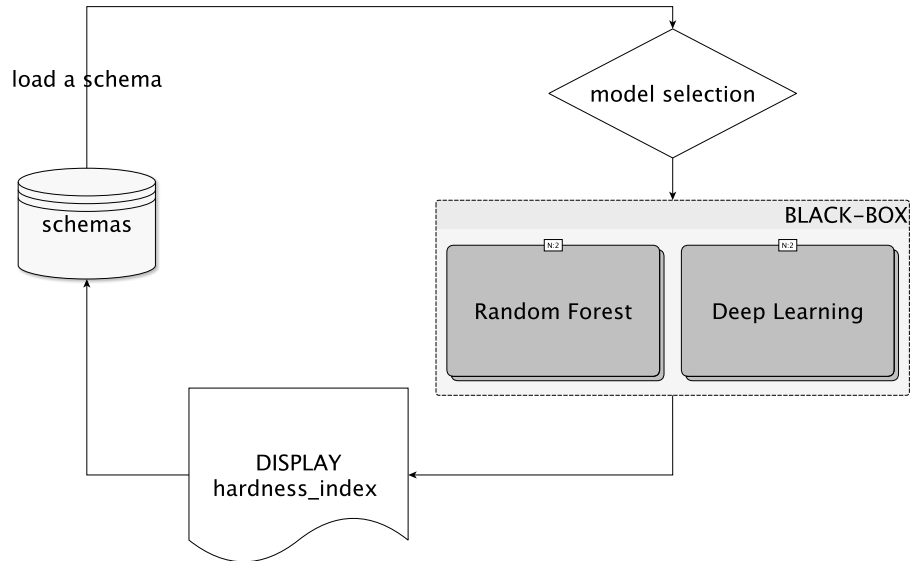 load a schema
model selection
schemas
BLACK-BOX
N:2
N:2
Random Forest
Deep Learning
DISPLAY
hardness_index